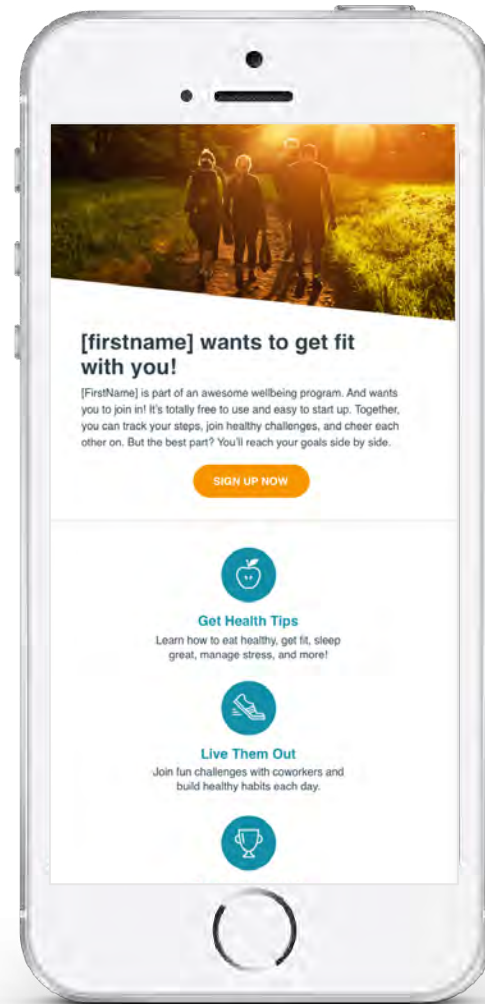 [firstname] wants to get fit
with you!
[FirstName] is part of an awesome wellbeing program. And wants
you to join in! It's totally free to use and easy to start up. Together,
you can track your steps, join healthy challenges, and cheer each
other on. But the best part? You'll reach your goals side by side.
SIGN UP NOW
Get Health Tips
Learn how to eat healthy, get fit, sleep
great, manage stress, and more!
Live Them Out
Join fun challenges with coworkers and
build healthy habits each day.